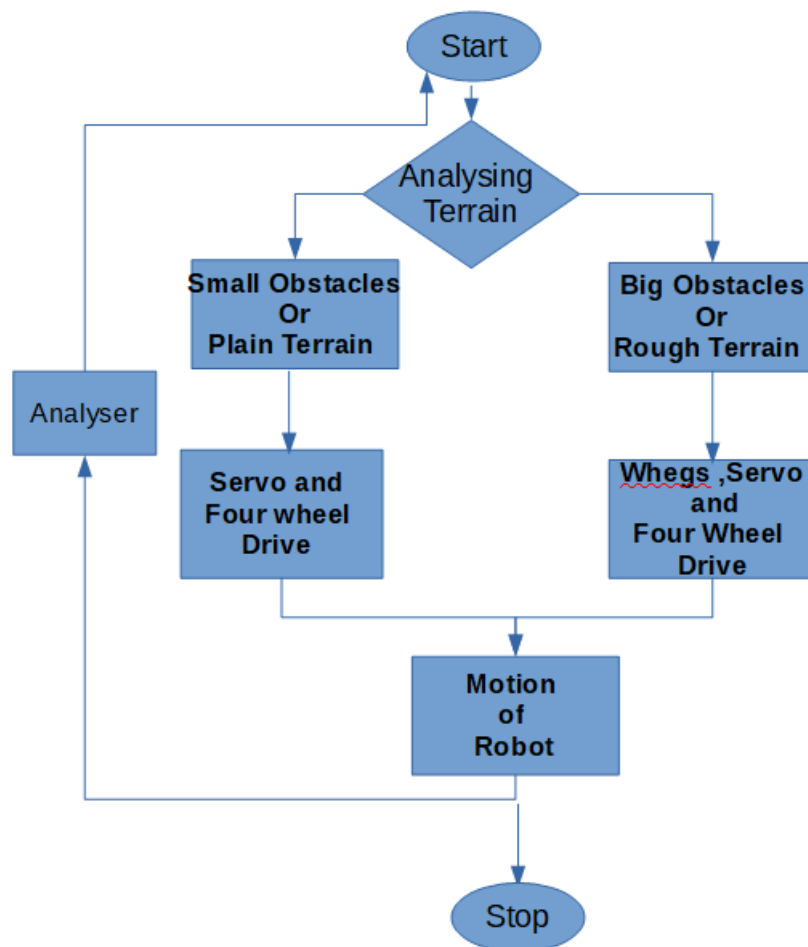 Start
Analysing
Terrain
Small Obstacles
Or
Plain Terrain
Big Obstacles
Or
Rough Terrain
Analyser
Servo and
Four wheel
Drive
Whegs ,Servo
and
Four Wheel
Drive
Motion
of
Robot
Stop